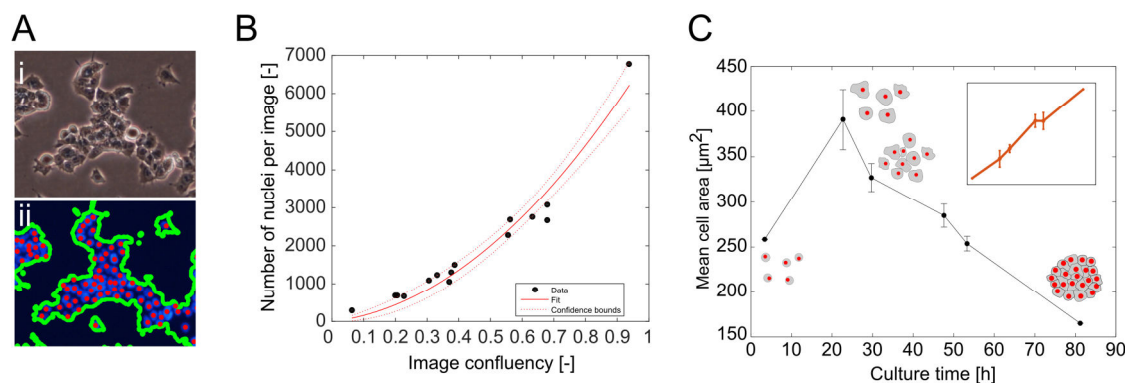 A
i
ii
B
Number of nuclei per image [-]
7000
6000
5000
4000
3000
2000
1000
0
0 0.1 0.2 0.3 0.4 0.5 0.6 0.7 0.8 0.9 1
Image confluency [-]
Data
Fit
Confidence bounds
C
Mean cell area [µm²]
450
400
350
300
250
200
150
0 10 20 30 40 50 60 70 80 90
Culture time [h]